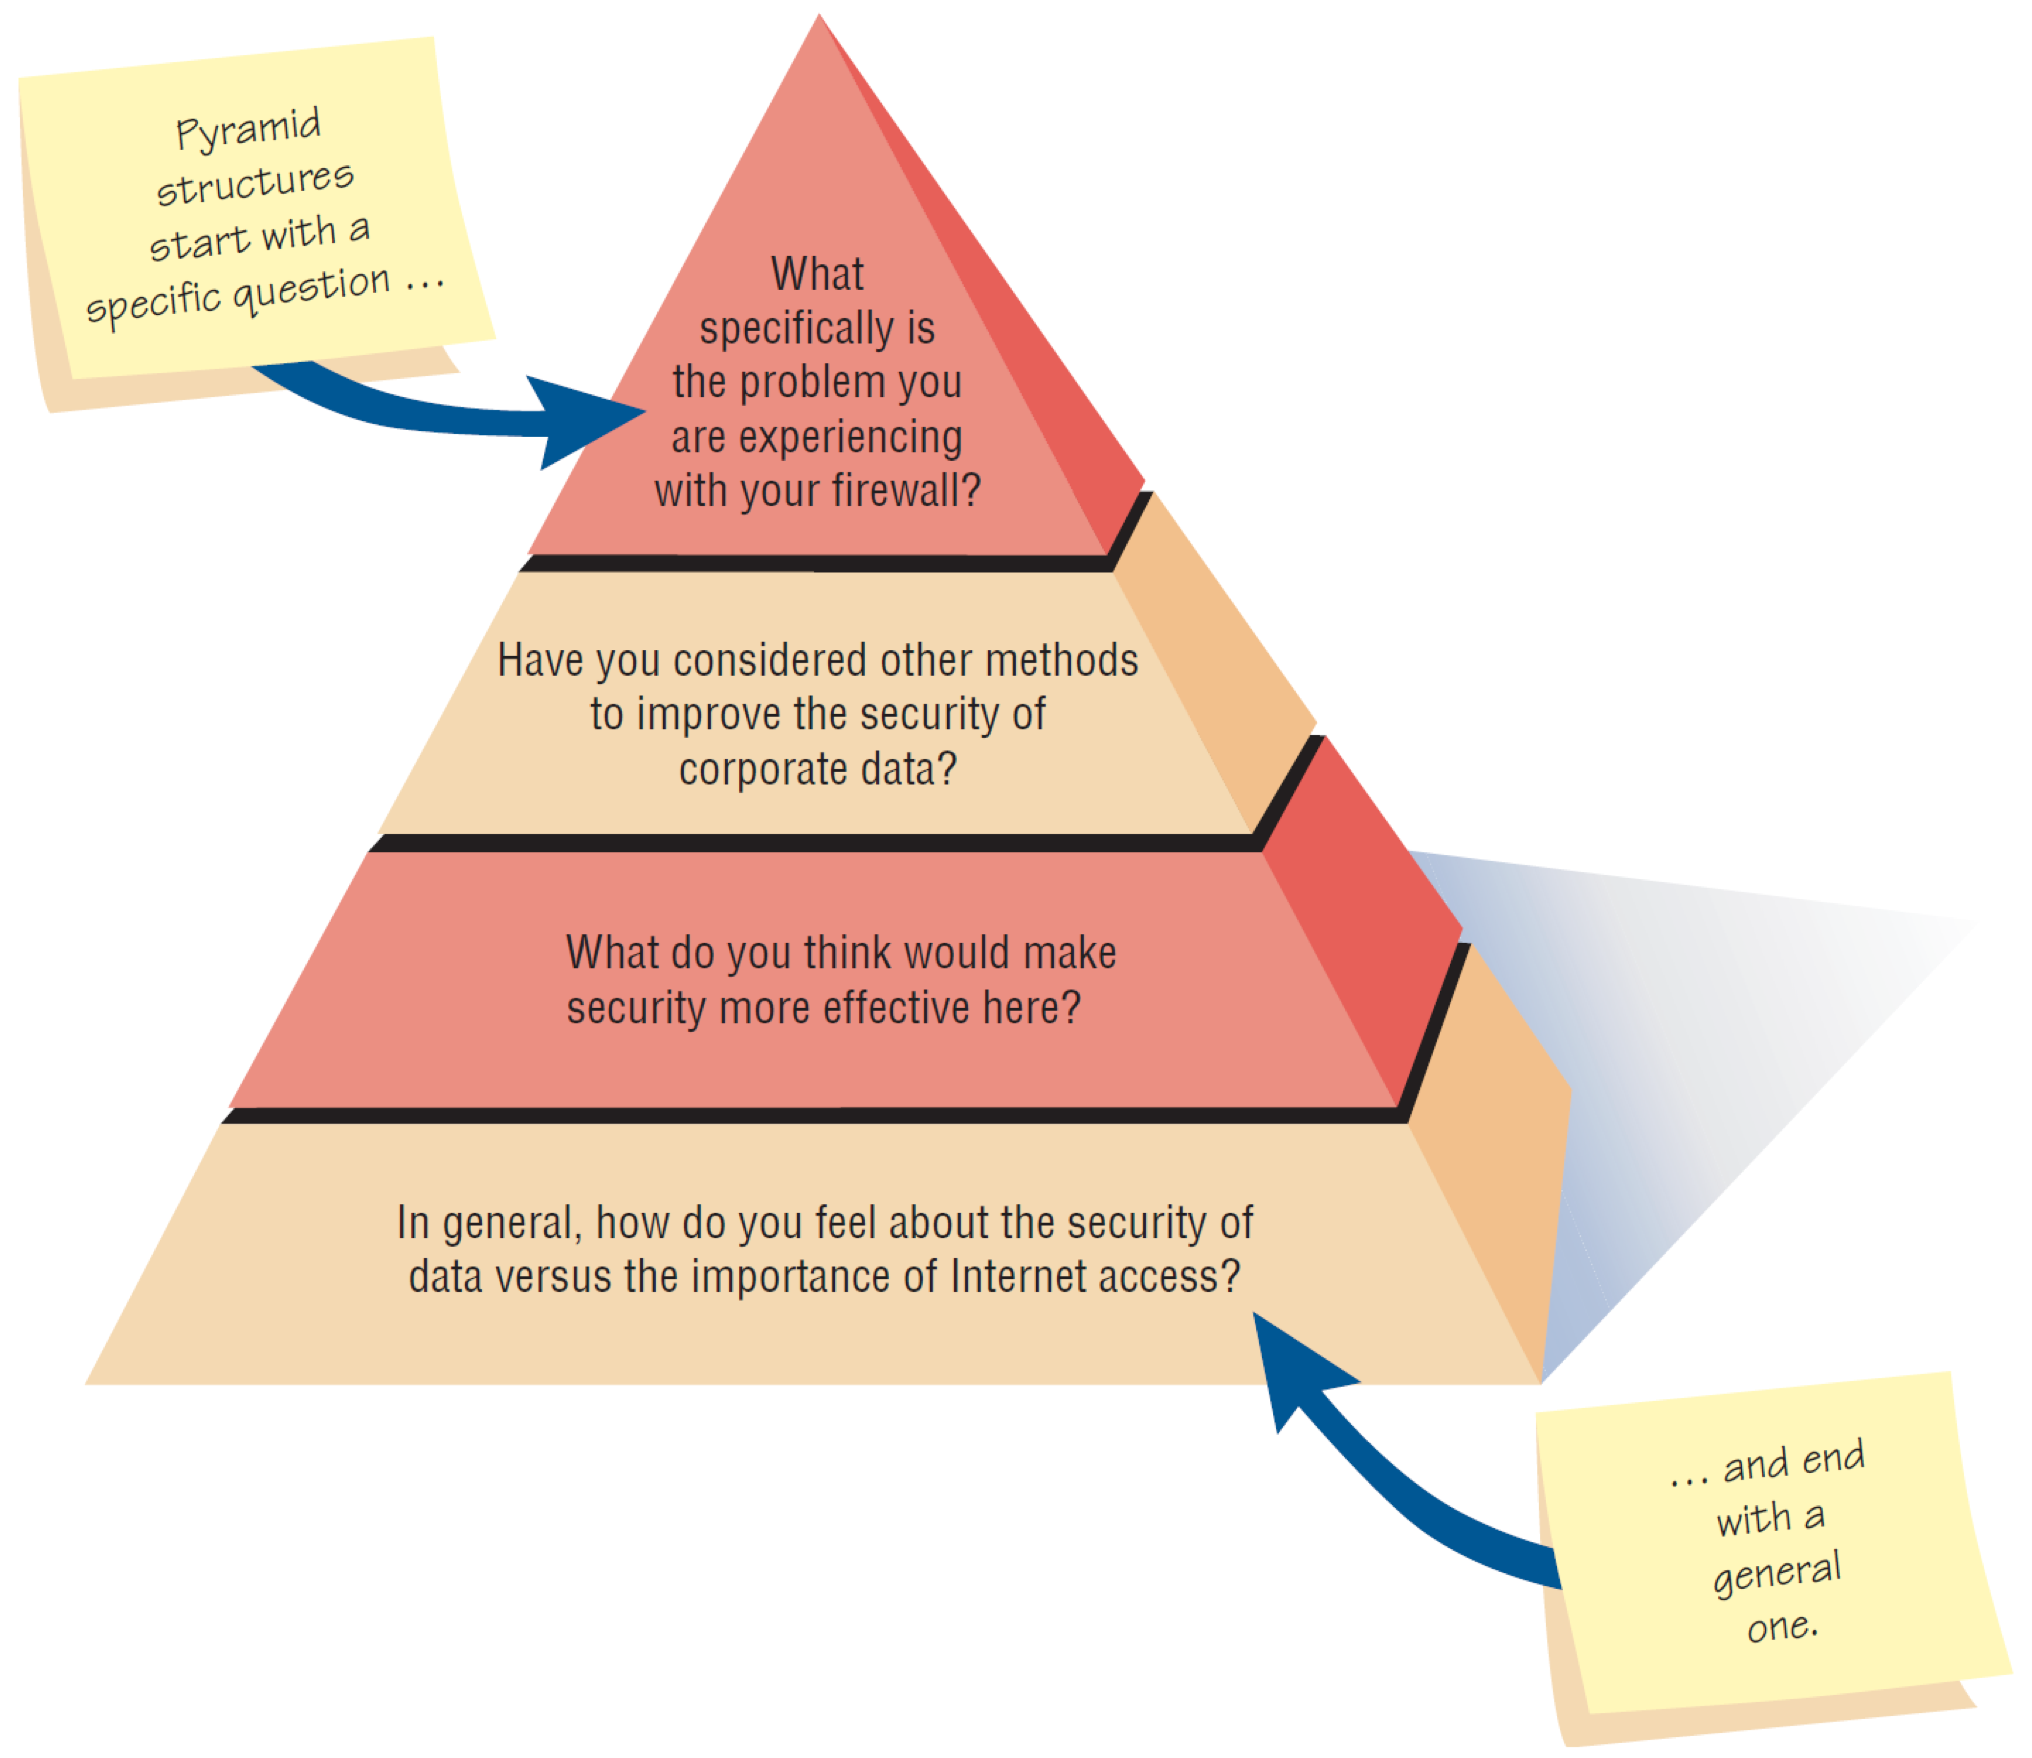 Pyramid
structures
start with a
specific question ...
What
specifically is
the problem you
are experiencing
with your firewall?
Have you considered other methods
to improve the security of
corporate data?
What do you think would make
security more effective here?
In general, how do you feel about the security of
data versus the importance of Internet access?
... and end
with a
general
one.